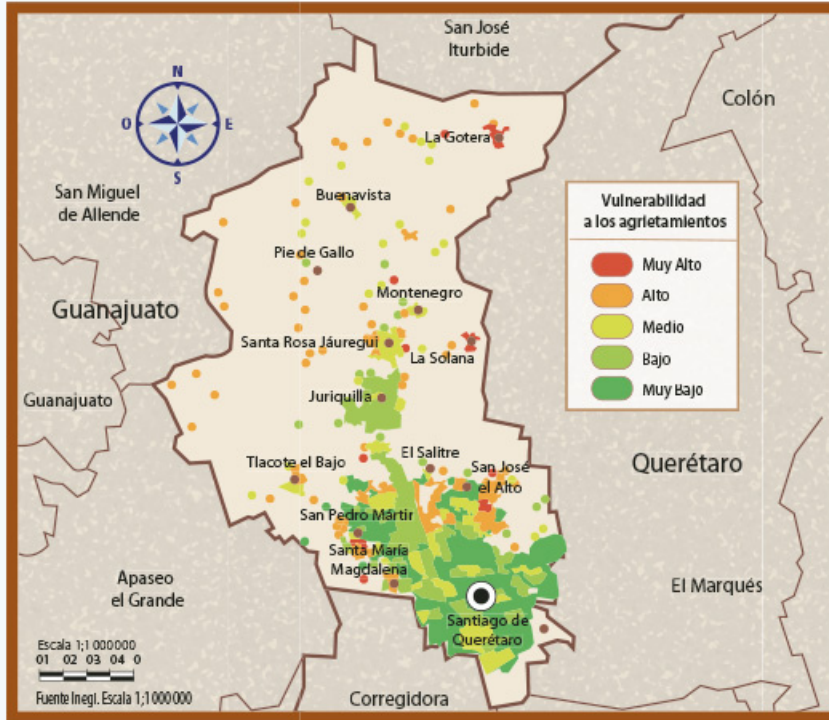 San José
Iturbide
Colón
N
O
E
S
La Gotera
San Miguel
de Allende
Buenavista
Vulnerabilidad
a los agrietamientos
Muy Alto
Alto
Medio
Bajo
Muy Bajo
Pie de Gallo
Montenegro
Guanajuato
Santa Rosa Jáuregui
La Solana
Guanajuato
Juriquilla
El Salitre
Tlacote el Bajo
San José
el Alto
Querétaro
San Pedro Mártir
Santa María
Magdalena
Apaseo
el Grande
El Marqués
Santiago de
Querétaro
Escala 1;1 000 000
01 02 03 04 0
Fuente Inegi. Escala 1;1 000 000
Corregidora